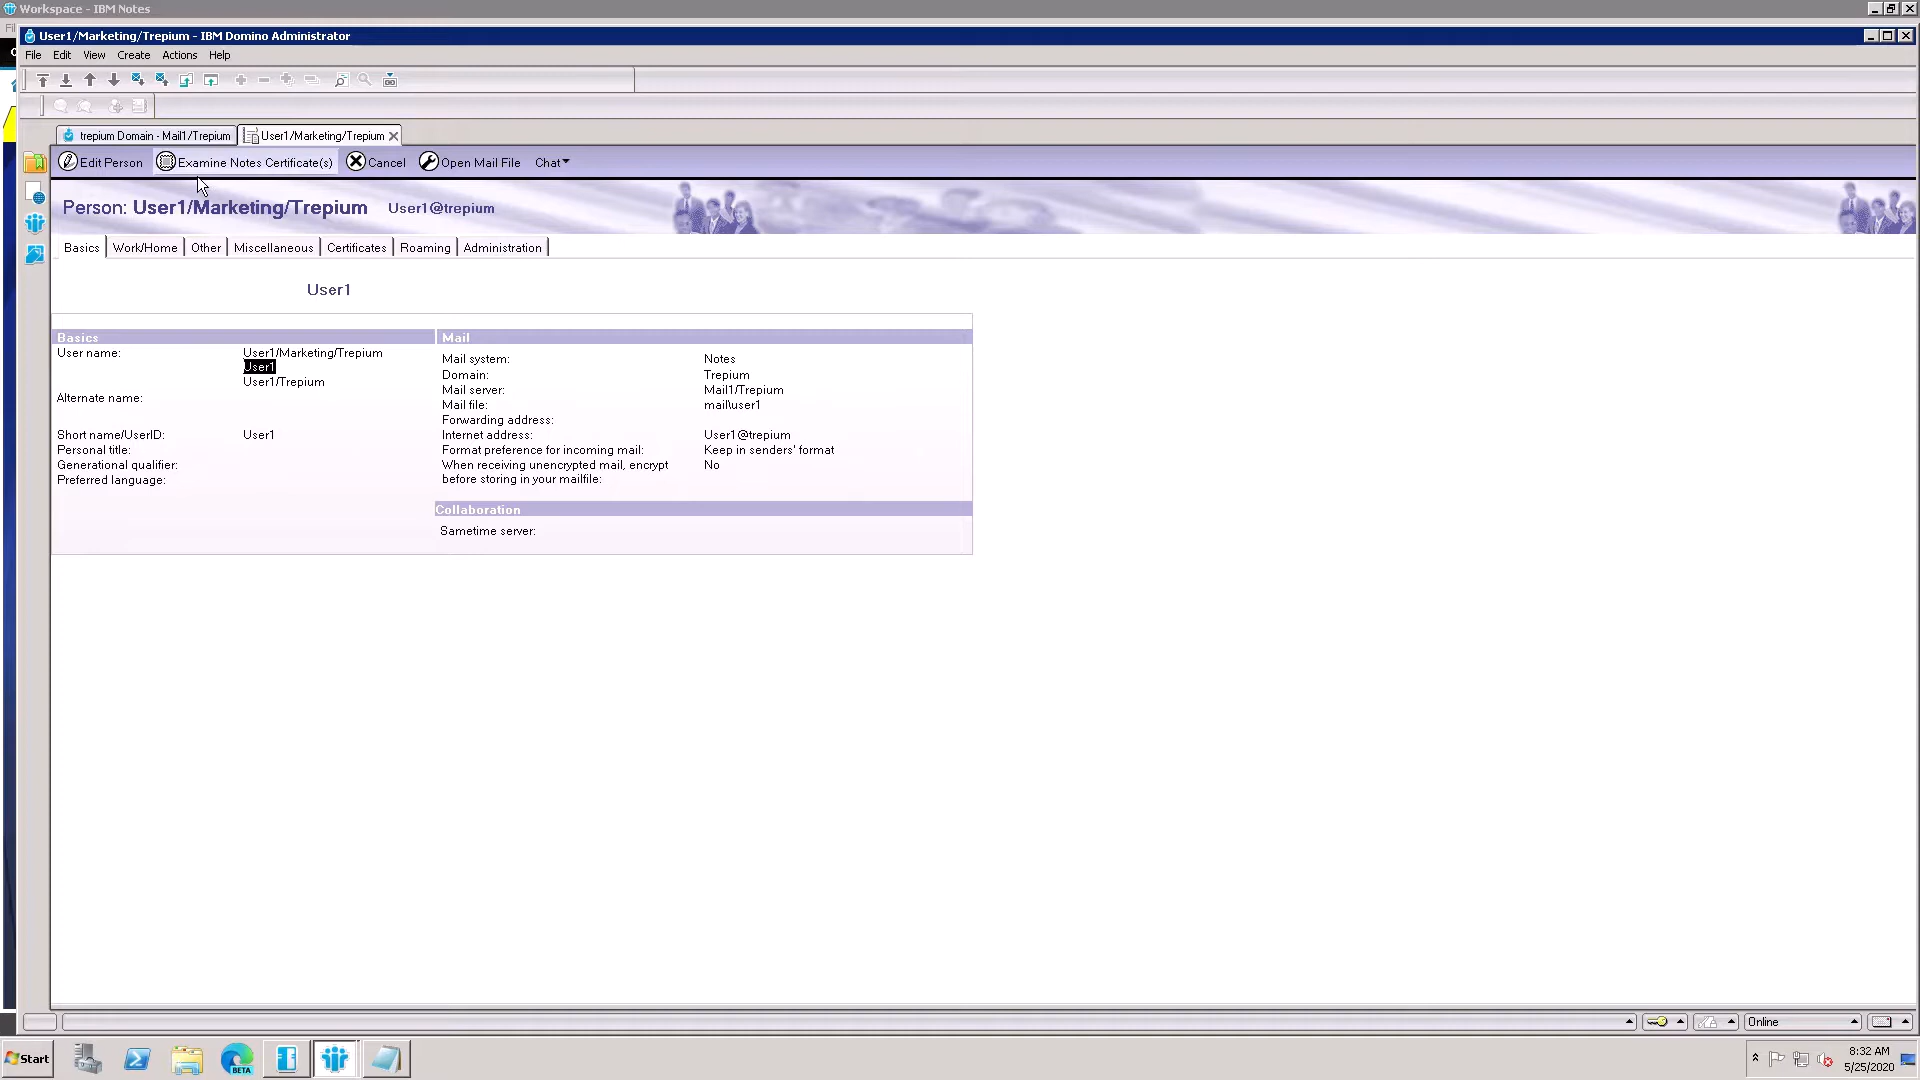 Workspace - IBM Notes
User1/Marketing/Trepium - IBM Domino Administrator
File Edit View Create Actions Help
trepium Domain - Mail1/Trepium User1/Marketing/Trepium
Edit Person Examine Notes Certificate(s) Cancel Open Mail File Chat
Person: User1/Marketing/Trepium User1@trepium
Basics Work/Home Other Miscellaneous Certificates Roaming Administration
User1
Basics
User name: User1/Marketing/Trepium
User1
User1/Trepium
Alternate name:
Short name/UserID: User1
Personal title:
Generational qualifier:
Preferred language:
Mail
Mail system: Notes
Domain: Trepium
Mail server: Mail1/Trepium
Mail file: mail\user1
Forwarding address:
Internet address: User1@trepium
Format preference for incoming mail: Keep in senders' format
When receiving unencrypted mail, encrypt No
before storing in your mailfile:
Collaboration
Sametime server:
Online
Start
BETA
8:32 AM
5/25/2020